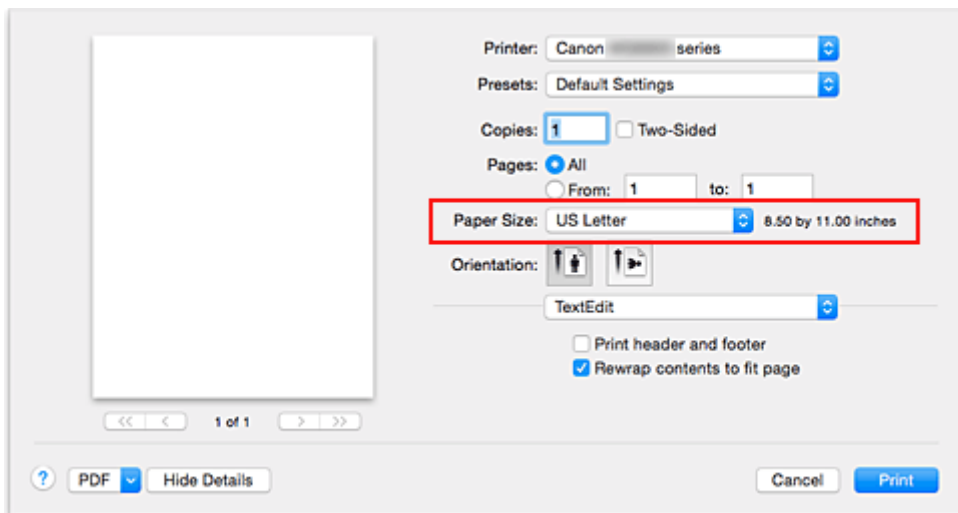 Printer: Canon series
Presets: Default Settings
Copies: 1 Two-Sided
Pages: All
From: 1 to: 1
Paper Size: US Letter 8.50 by 11.00 inches
Orientation:
TextEdit
Print header and footer
Rewrap contents to fit page
<< < 1 of 1 > >>
? PDF Hide Details Cancel Print